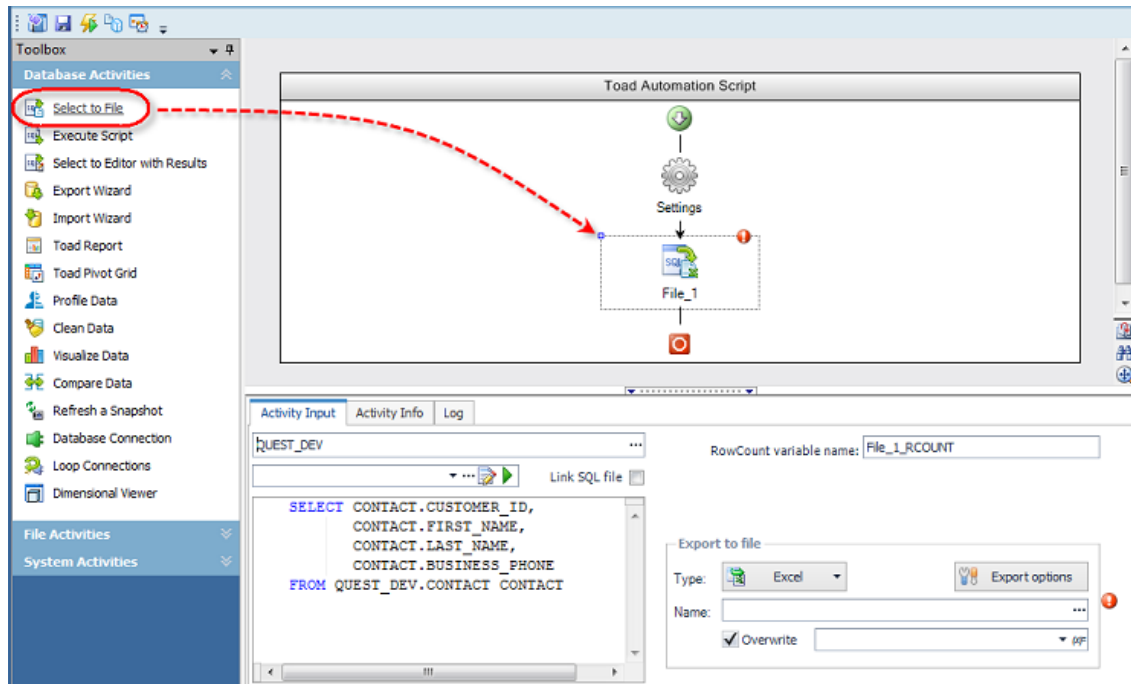 Toolbox
Database Activities
Select to File
Execute Script
Select to Editor with Results
Export Wizard
Import Wizard
Toad Report
Toad Pivot Grid
Profile Data
Clean Data
Visualize Data
Compare Data
Refresh a Snapshot
Database Connection
Loop Connections
Dimensional Viewer
File Activities
System Activities
Toad Automation Script
Settings
SQL
File_1
Activity Input Activity Info Log
QUEST_DEV ...
RowCount variable name: File_1_RCOUNT
... Link SQL file
SELECT CONTACT.CUSTOMER_ID,
CONTACT.FIRST_NAME,
CONTACT.LAST_NAME,
CONTACT.BUSINESS_PHONE
FROM QUEST_DEV.CONTACT CONTACT
Export to file
Type: Excel Export options
Name: ...
Overwrite